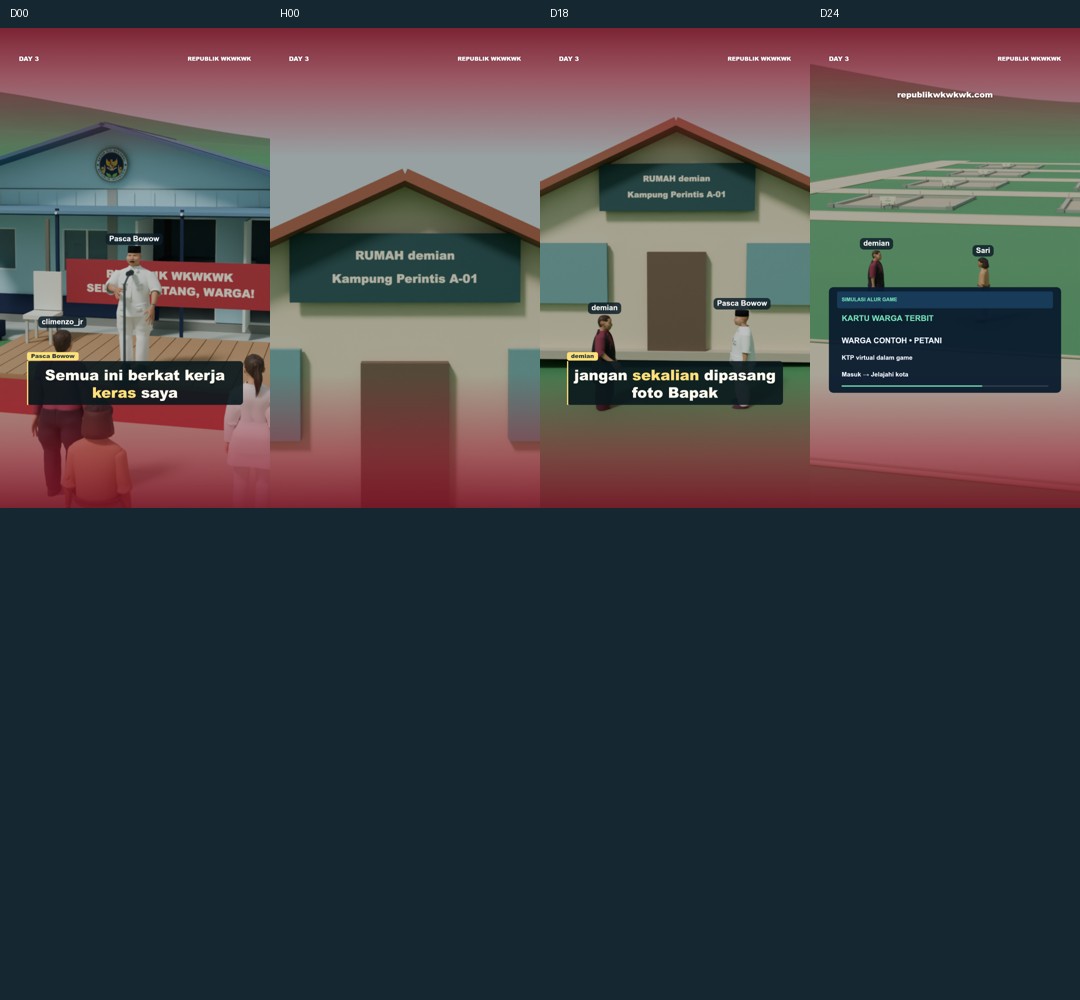 D00
H00
D18
D24
DAY 3
REPUBLIK WKWKWK
Pasca Bowow
WKWKWK
WARGA!
climenzo_jr
Pasca Bowow
Semua ini berkat kerja
keras saya
DAY 3
REPUBLIK WKWKWK
RUMAH demian
Kampung Perintis A-01
DAY 3
REPUBLIK WKWKWK
RUMAH demian
Kampung Perintis A-01
demian
Pasca Bowow
demian
jangan sekalian dipasang
foto Bapak
DAY 3
REPUBLIK WKWKWK
republikwkwkwk.com
demian
Sari
SIMULASI ALUR GAME
KARTU WARGA TERBIT
WARGA CONTOH • PETANI
KTP virtual dalam game
Masuk → Jelajahi kota